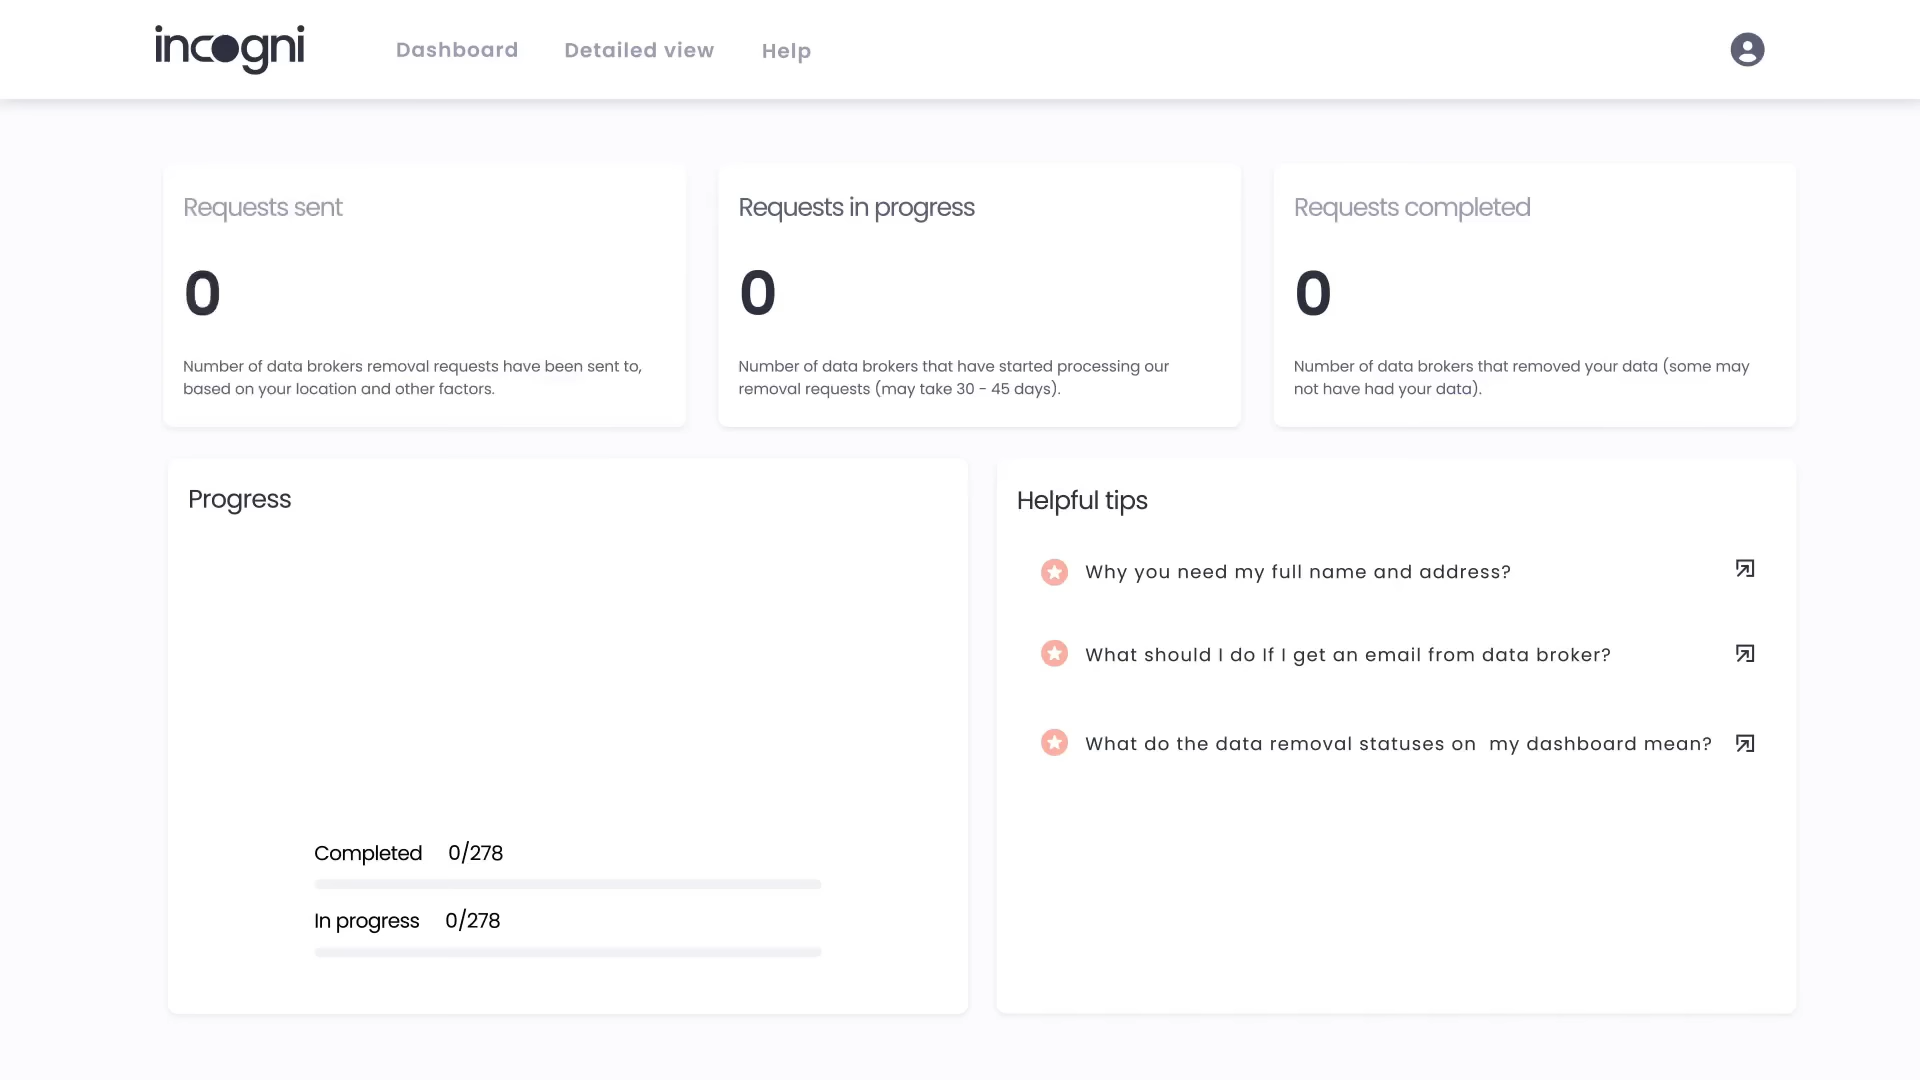 incogni
Dashboard
Detailed view
Help
Requests sent
0
Number of data brokers removal requests have been sent to,
based on your location and other factors.
Requests in progress
0
Number of data brokers that have started processing our
removal requests (may take 30 - 45 days).
Requests completed
0
Number of data brokers that removed your data (some may
not have had your data).
Progress
Completed 0/278
In progress 0/278
Helpful tips
Why you need my full name and address?
What should I do If I get an email from data broker?
What do the data removal statuses on my dashboard mean?